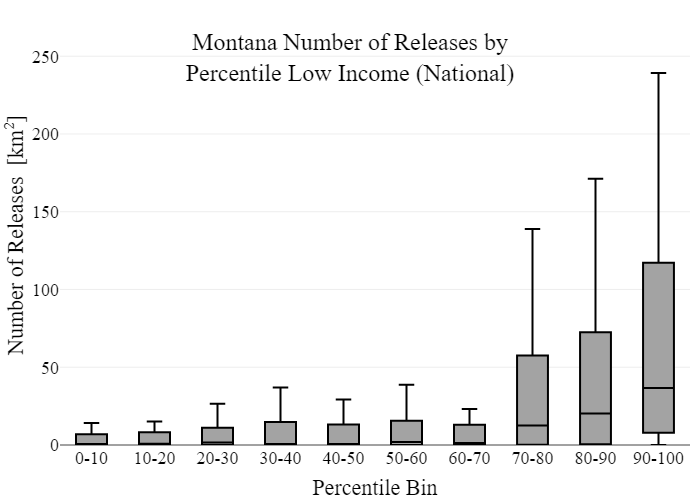 Montana Number of Releases by
Percentile Low Income (National)
Number of Releases [km²]
250
200
150
100
50
0
0-10 10-20 20-30 30-40 40-50 50-60 60-70 70-80 80-90 90-100
Percentile Bin